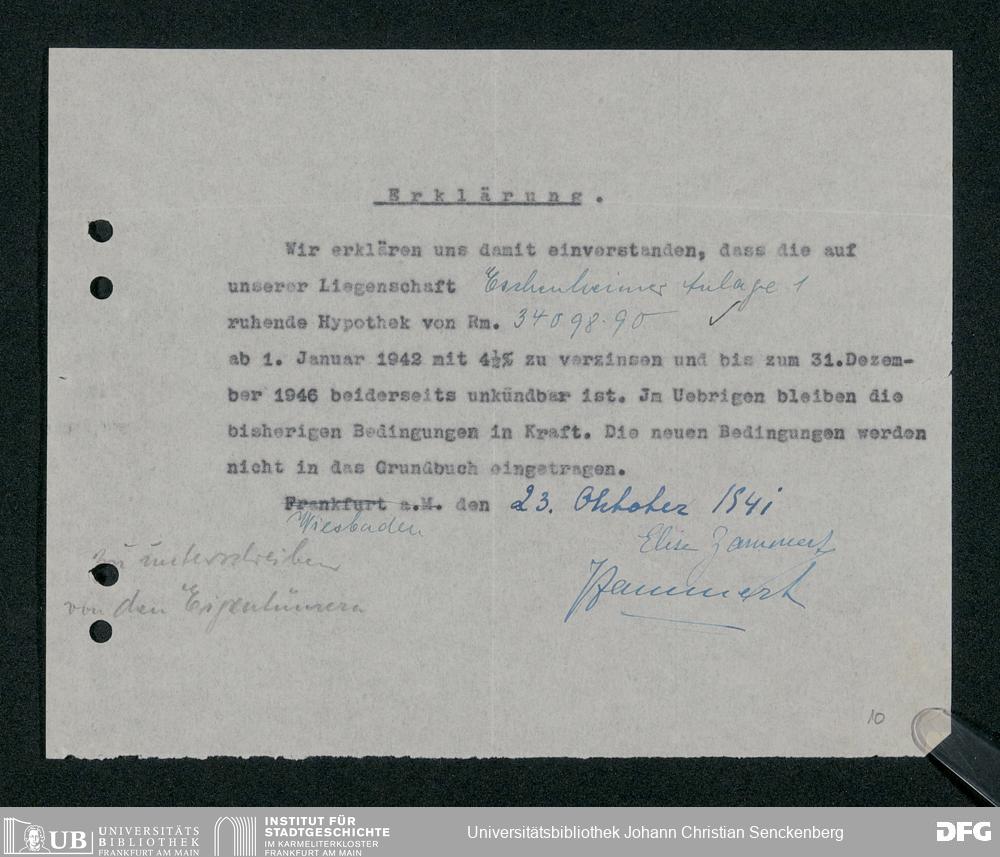 Erklärung.
Wir erklären uns damit einverstanden, dass die auf
unserer Liegenschaft Eschenheimer Anlage 1
ruhende Hypothek von Rm. 34098.90
ab 1. Januar 1942 mit 4½% zu verzinsen und bis zum 31.Dezem-
ber 1946 beiderseits unkündbar ist. Jm Uebrigen bleiben die
bisherigen Bedingungen in Kraft. Die neuen Bedingungen werden
nicht in das Grundbuch eingetragen.
Frankfurt a.M. den 23. Oktober 1941
Wiesbaden
Elise Zammert
zu unterschreiben
von den Eigentümern
10
UB UNIVERSITÄTS
BIBLIOTHEK
FRANKFURT AM MAIN
INSTITUT FÜR
STADTGESCHICHTE
IM KARMELITERKLOSTER
FRANKFURT AM MAIN
Universitätsbibliothek Johann Christian Senckenberg
DFG